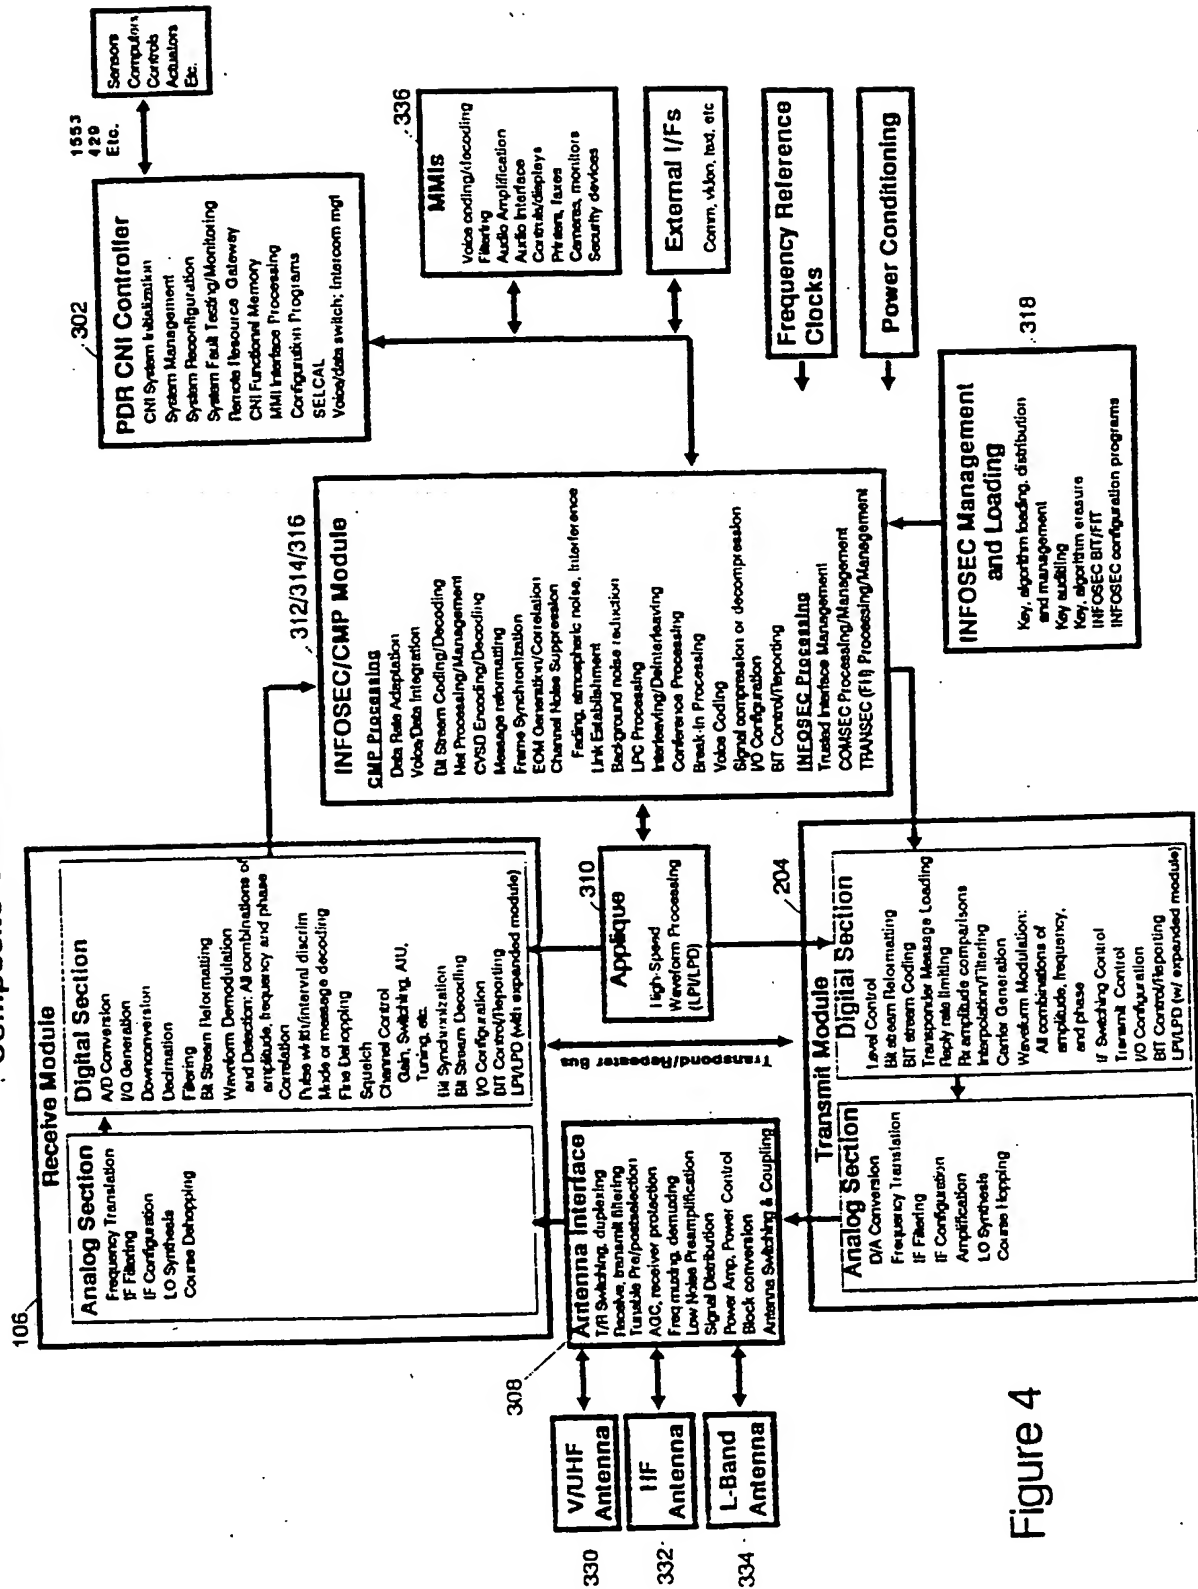 106
Receive Module
Analog Section
Frequency Translation
IF Filtering
IF Configuration
LO Synthesis
Course Dehopping
Digital Section
A/D Conversion
I/Q Generation
Downconversion
Decimation
Filtering
Bit Stream Reformatting
Waveform Demodulation
and Detection: All combinations of
amplitude, frequency and phase
Correlation
Pulse width/interval discrim
Mode or message decoding
Fine Dehopping
Squelch
Channel Control
Gain, Switching, AIU,
Tuning, etc.
Bit Synchronization
Bit Stream Decoding
I/O Configuration
BIT Control/Reporting
LPI/LPD (with expanded module)
312/314/316
INFOSEC/CMP Module
CMP Processing
Data Rate Adaptation
Voice/Data Integration
Bit Stream Coding/Decoding
Net Processing/Management
CVSD Encoding/Decoding
Message reformatting
Frame Synchronization
EOM Generation/Correlation
Channel Noise Suppression
Fading, atmospheric noise, Interference
Link Establishment
Background noise reduction
LPC Processing
Interleaving/Deinterleaving
Conference Processing
Break-In Processing
Voice Coding
Signal compression or decompression
I/O Configuration
BIT Control/Reporting
INFOSEC Processing
Trusted Interface Management
COMSEC Processing/Management
TRANSEC (FH) Processing/Management
302
PDR CNI Controller
CNI System Initialization
System Management
System Reconfiguration
System Fault Testing/Monitoring
Remote Resource Gateway
CNI Functional Memory
MMI Interface Processing
Configuration Programs
SELCAL
Voice/data switch; Intercom mgt
1553
429
Etc.
Sensors
Computors
Controls
Actuators
Etc.
336
MMIs
Voice coding/decoding
Filtering
Audio Amplification
Audio Interface
Controls/displays
Printers, faxes
Cameras, monitors
Security devices
External I/Fs
Comm, video, text, etc
Frequency Reference
Clocks
Power Conditioning
318
INFOSEC Management
and Loading
Key, algorithm loading, distribution
and management
Key auditing
Key, algorithm erasure
INFOSEC BIT/FIT
INFOSEC configuration programs
310
Applique
High-Speed
Waveform Processing
(LPI/LPD)
Transpond/Repeater
Bus
308
Antenna Interface
T/R Switching, duplexing
Receive, transmit filtering
Tunable Pre/postselection
AGC, receiver protection
Freq muxing, demuxing
Low Noise Preamplification
Signal Distribution
Power Amp, Power Control
Block conversion
Antenna Switching & Coupling
V/UHF
Antenna
330
HF
Antenna
332
L-Band
Antenna
334
204
Transmit Module
Analog Section
D/A Conversion
Frequency Translation
IF Filtering
IF Configuration
Amplification
LO Synthesis
Course Hopping
Digital Section
Level Control
Bit stream Reformatting
BIT stream Coding
Transponder Message Loading
Reply rate limiting
Rx amplitude comparisons
Interpolation/Filtering
Carrier Generation
Waveform Modulation:
All combinations of
amplitude, frequency,
and phase
If Switching Control
Transmit Control
I/O Configuration
BIT Control/Reporting
LPI/LPD (w/ expanded module)
Figure 4